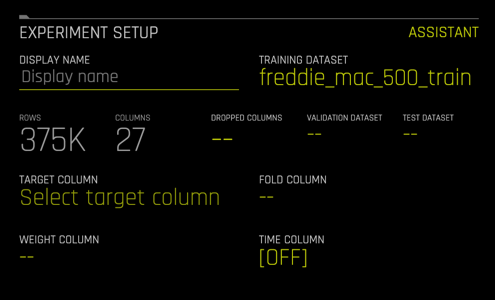 EXPERIMENT SETUP
ASSISTANT
DISPLAY NAME
Display name
TRAINING DATASET
freddie_mac_500_train
ROWS
375K
COLUMNS
27
DROPPED COLUMNS
--
VALIDATION DATASET
--
TEST DATASET
--
TARGET COLUMN
Select target column
FOLD COLUMN
--
WEIGHT COLUMN
--
TIME COLUMN
[OFF]